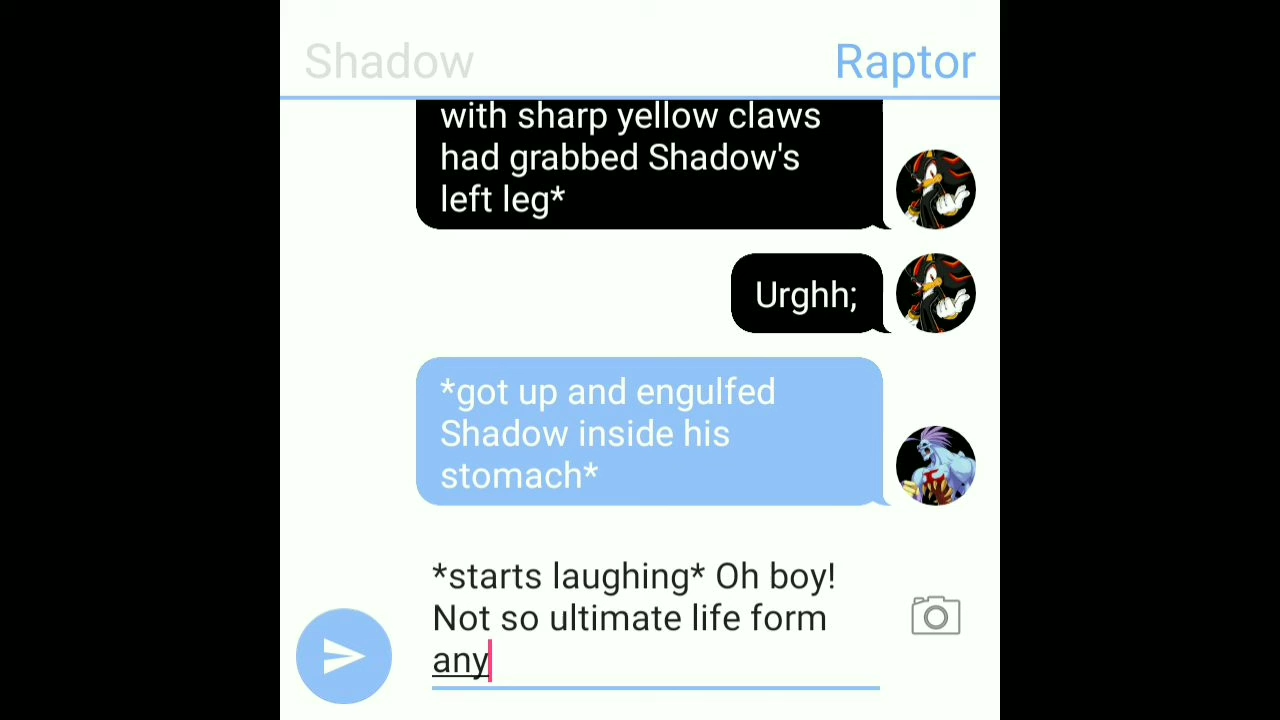 Shadow
Raptor
with sharp yellow claws
had grabbed Shadow's
left leg*
Urghh;
*got up and engulfed
Shadow inside his
stomach*
*starts laughing* Oh boy!
Not so ultimate life form
any